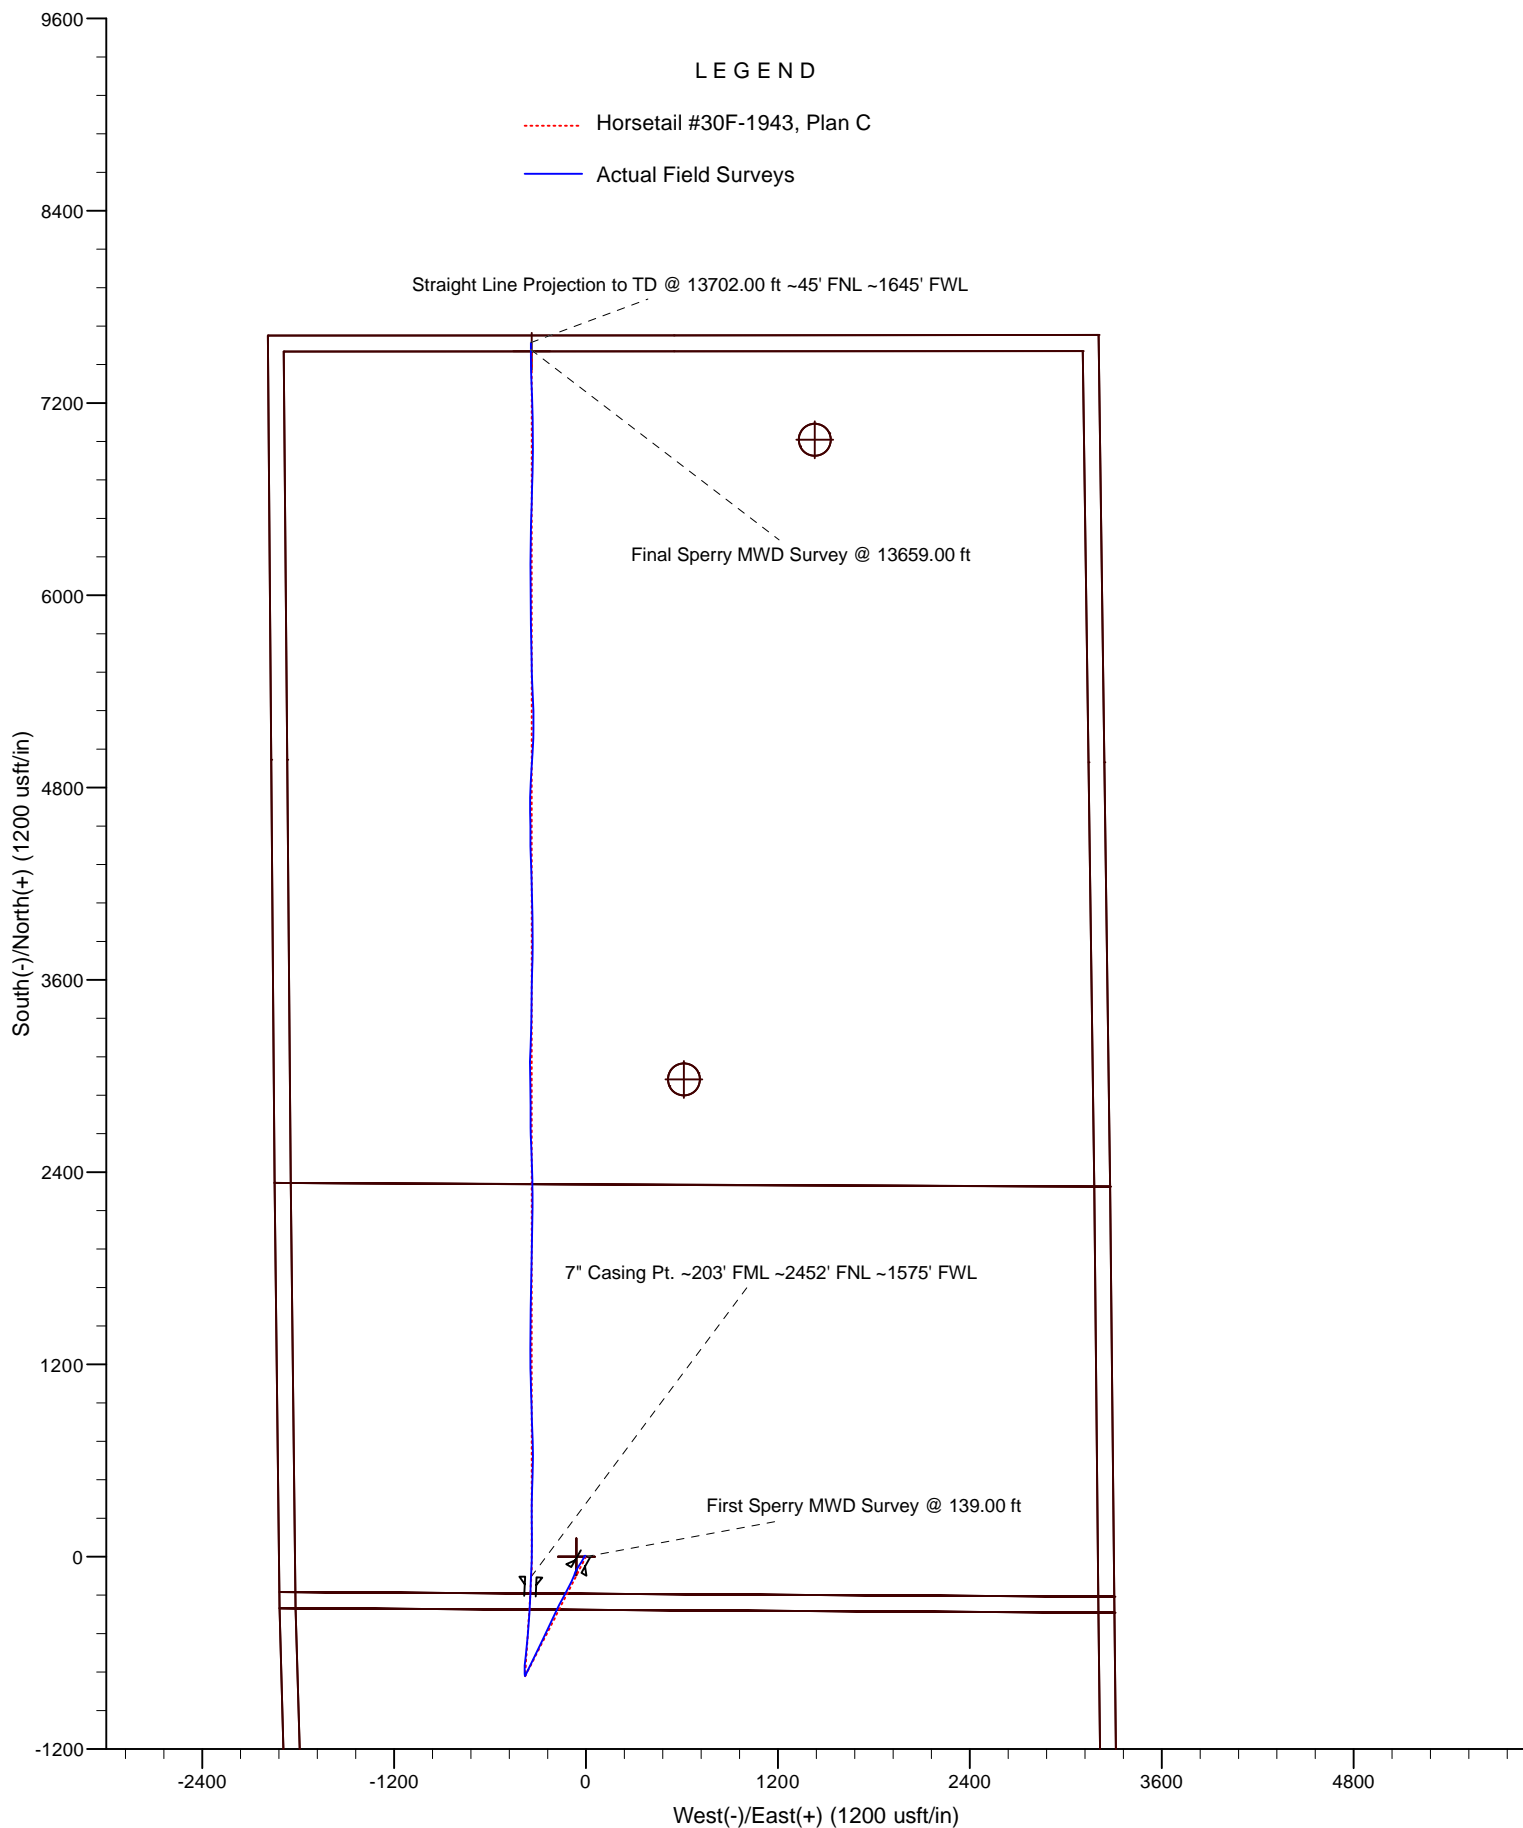 9600
L E G E N D
Horsetail #30F-1943, Plan C
Actual Field Surveys
8400
Straight Line Projection to TD @ 13702.00 ft ~45' FNL ~1645' FWL
7200
Final Sperry MWD Survey @ 13659.00 ft
6000
South(-)/North(+) (1200 usft/in)
4800
3600
2400
7" Casing Pt. ~203' FML ~2452' FNL ~1575' FWL
1200
First Sperry MWD Survey @ 139.00 ft
0
-1200
-2400 -1200 0 1200 2400 3600 4800
West(-)/East(+) (1200 usft/in)